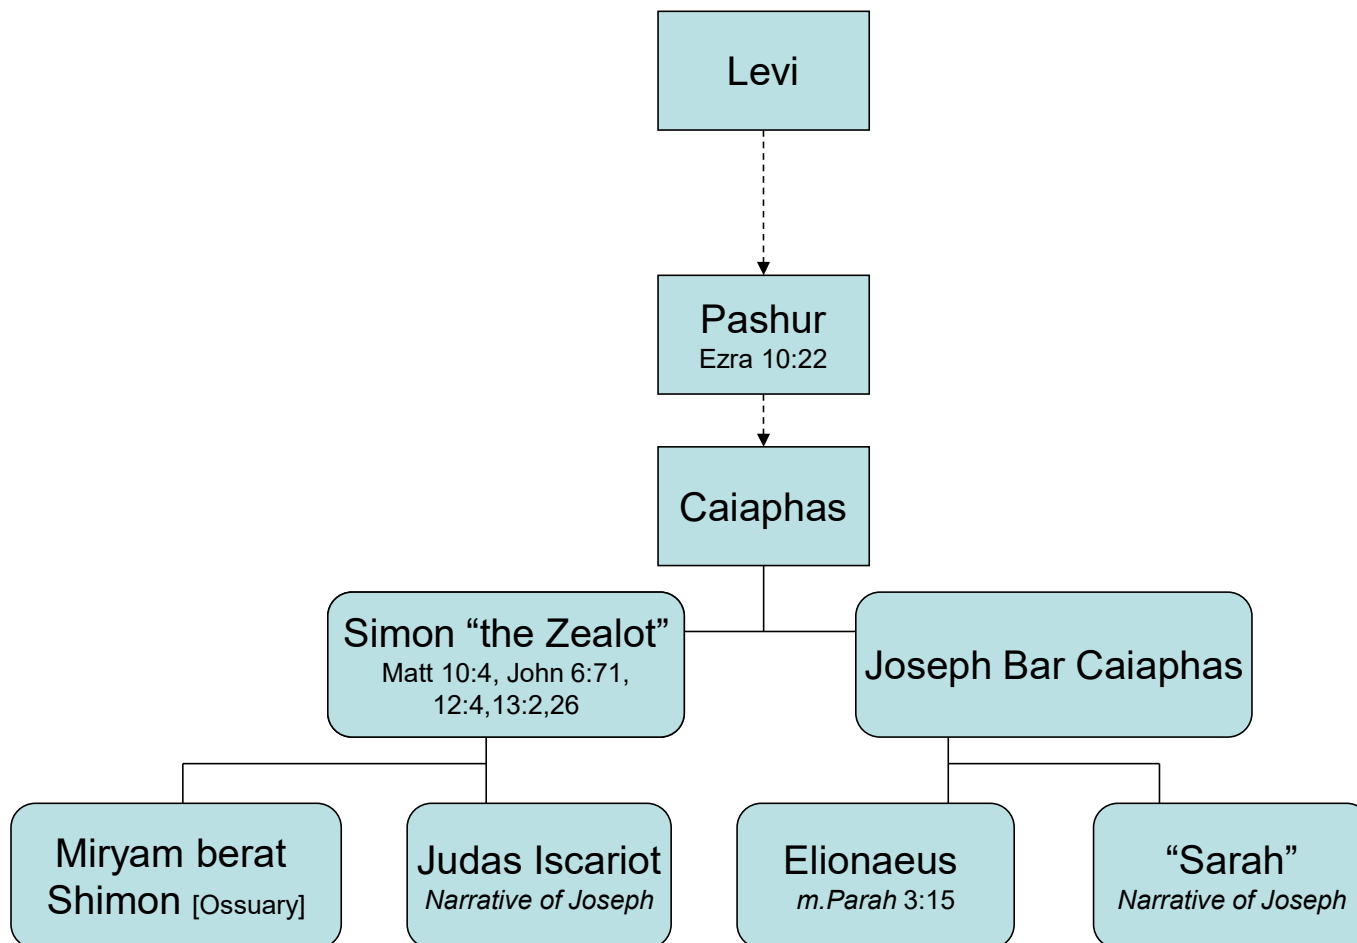 Levi
Pashur
Ezra 10:22
Caiaphas
Simon “the Zealot”
Matt 10:4, John 6:71,
12:4,13:2,26
Joseph Bar Caiaphas
Miryam berat
Shimon [Ossuary]
Judas Iscariot
Narrative of Joseph
Elionaeus
m.Parah 3:15
“Sarah”
Narrative of Joseph